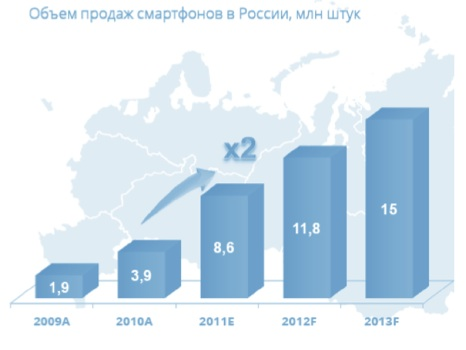 Объем продаж смартфонов в России, млн штук
x2
1,9
3,9
8,6
11,8
15
2009A
2010A
2011E
2012F
2013F